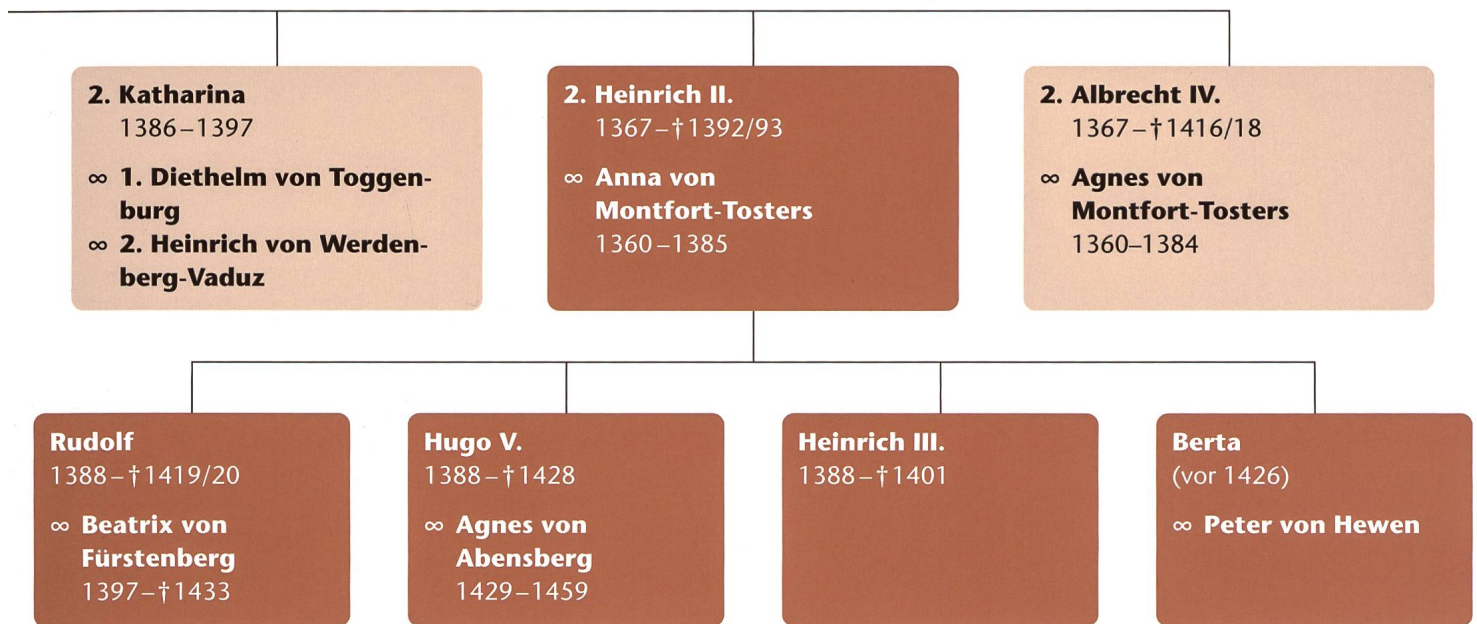 2. Katharina
1386–1397
∞ 1. Diethelm von Toggen-
burg
∞ 2. Heinrich von Werden-
berg-Vaduz
2. Heinrich II.
1367–†1392/93
∞ Anna von
Montfort-Tosters
1360–1385
2. Albrecht IV.
1367–†1416/18
∞ Agnes von
Montfort-Tosters
1360–1384
Rudolf
1388–†1419/20
∞ Beatrix von
Fürstenberg
1397–†1433
Hugo V.
1388–†1428
∞ Agnes von
Abensberg
1429–1459
Heinrich III.
1388–†1401
Berta
(vor 1426)
∞ Peter von Hewen